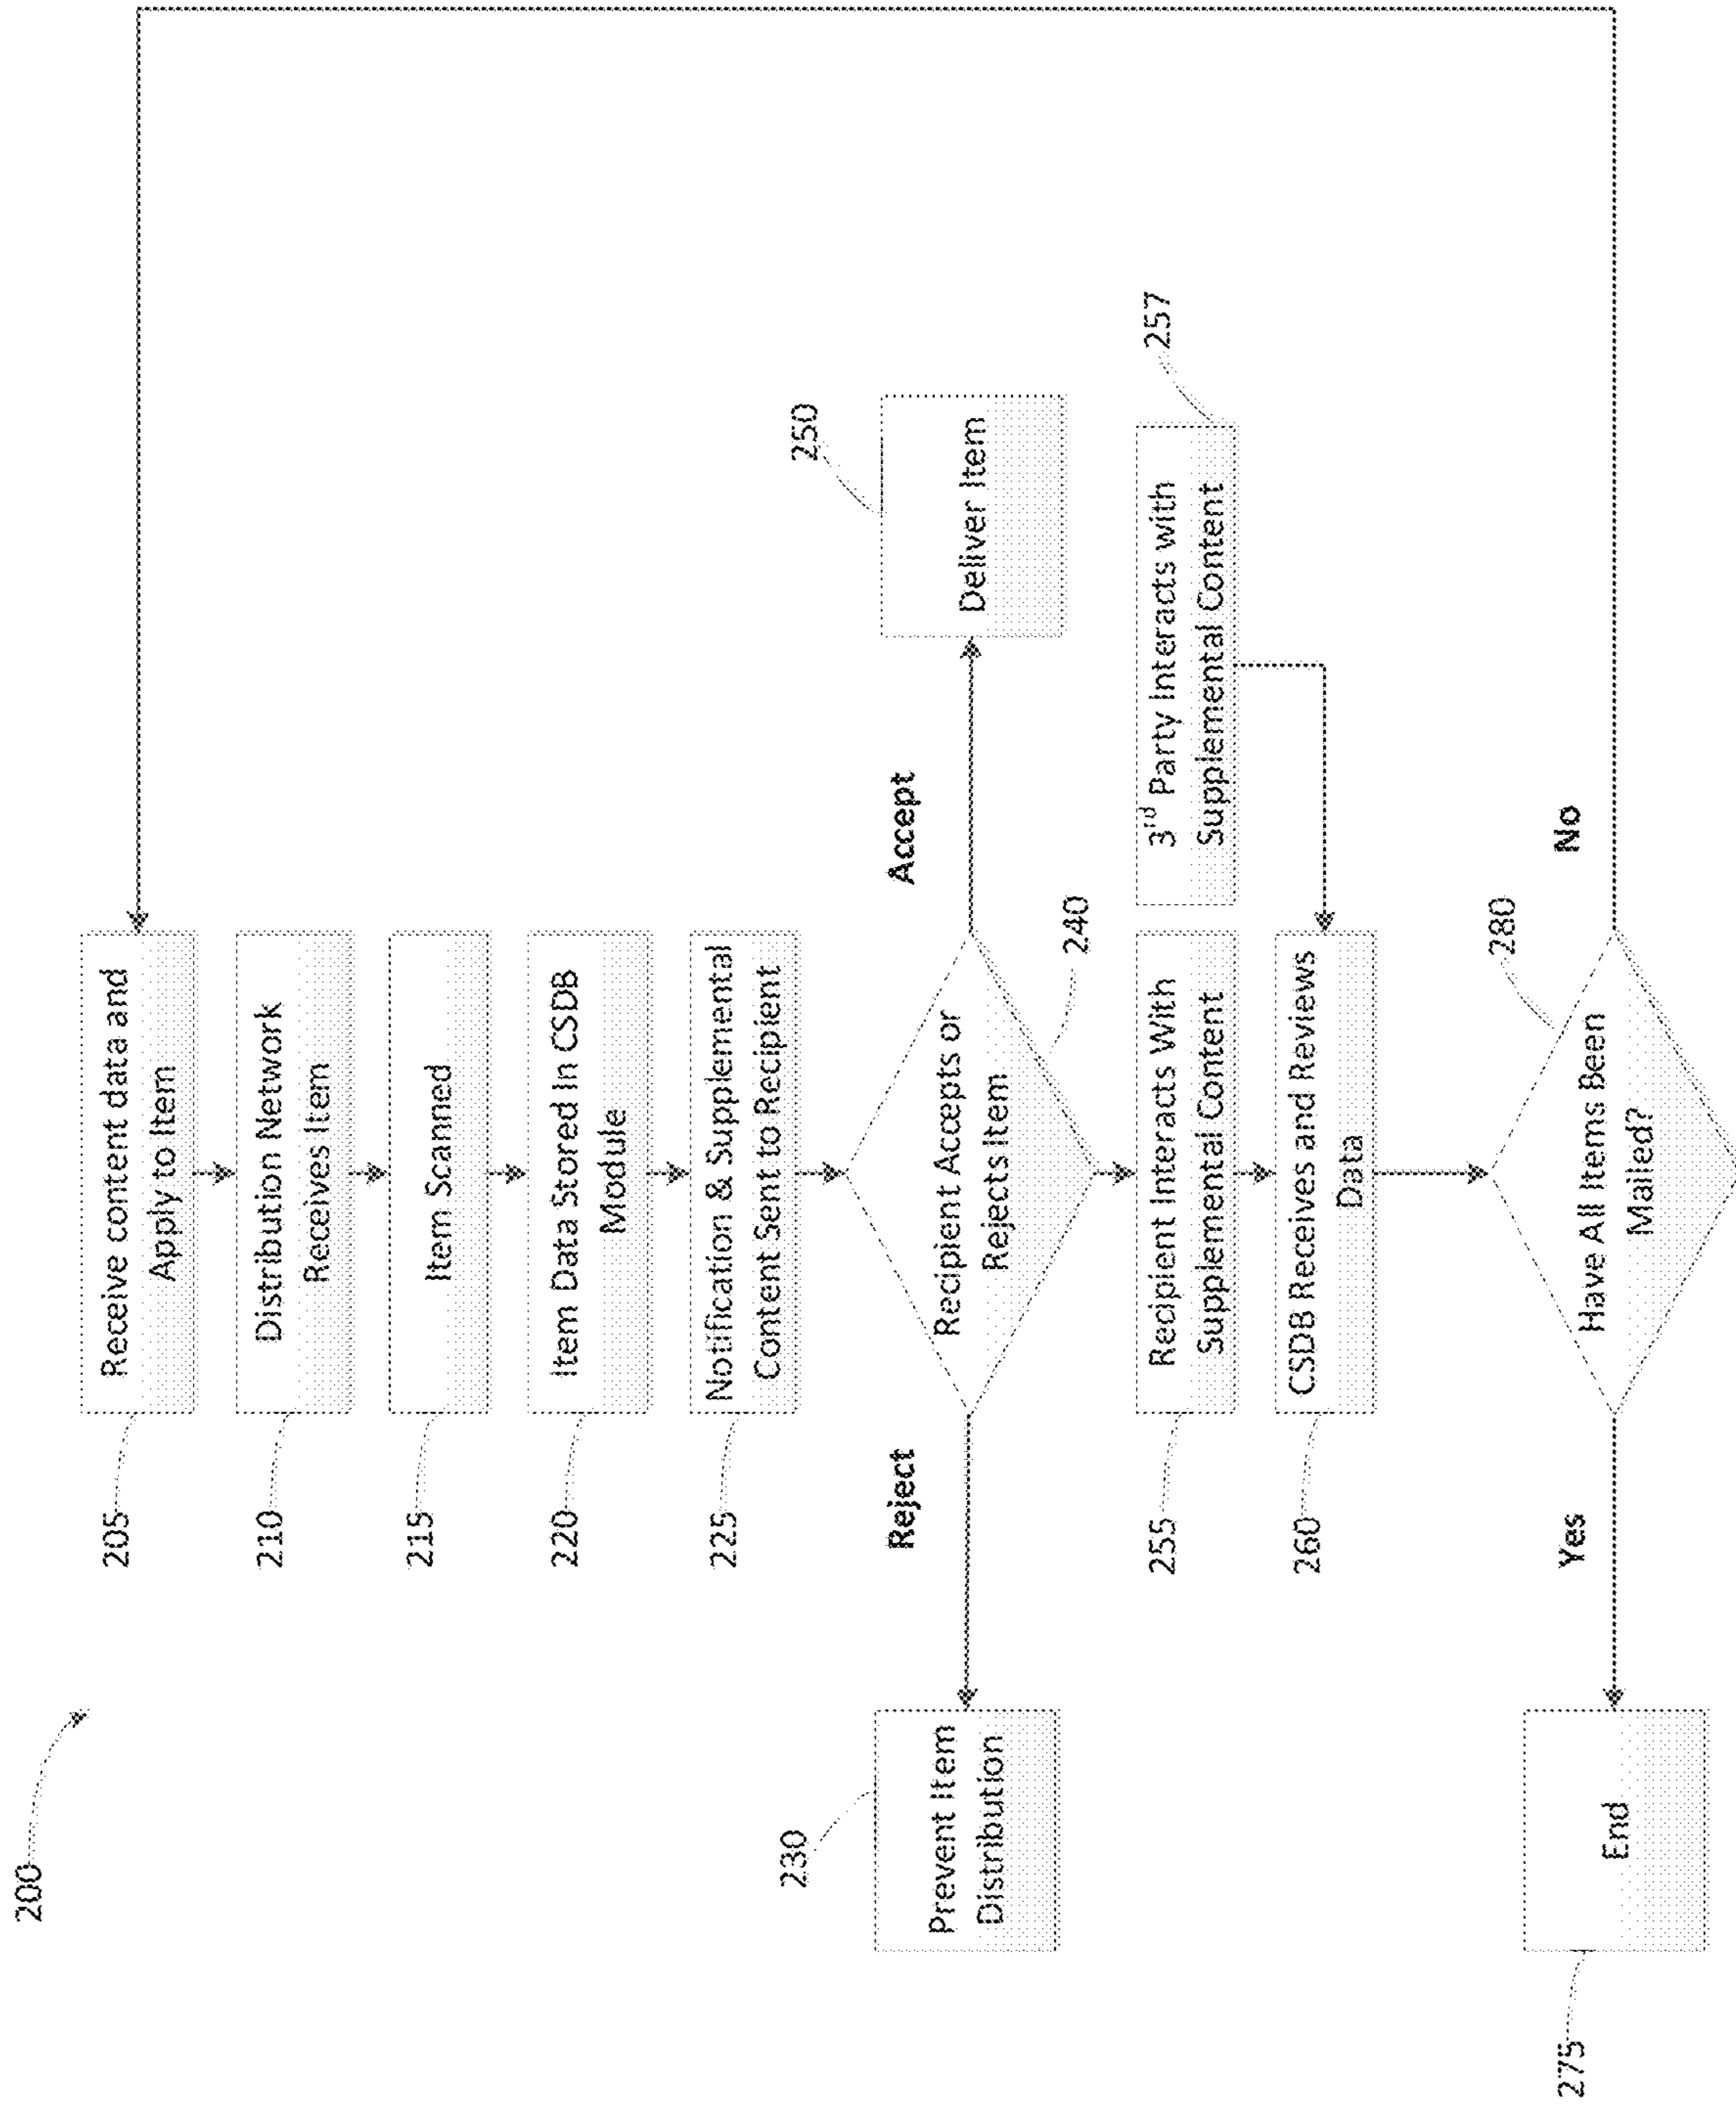 200
205
Receive content data and
Apply to Item
210
Distribution Network
Receives Item
215
Item Scanned
220
Item Data Stored In CSDB
Module
225
Notification & Supplemental
Content Sent to Recipient
230
Prevent Item
Distribution
Reject
Recipient Accepts or
Rejects Item
240
Accept
250
Deliver Item
255
Recipient Interacts With
Supplemental Content
3rd Party Interacts with
Supplemental Content
257
260
CSDB Receives and Reviews
Data
275
End
Yes
Have All Items Been
Mailed?
280
No